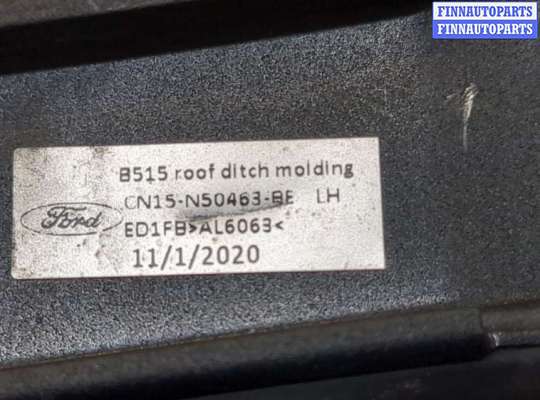 FINNAUTOPARTS
FINNAUTOPARTS
B515 roof ditch molding
CN15-N50463-BE LH
Ford
ED1FB>AL6063<
11/1/2020